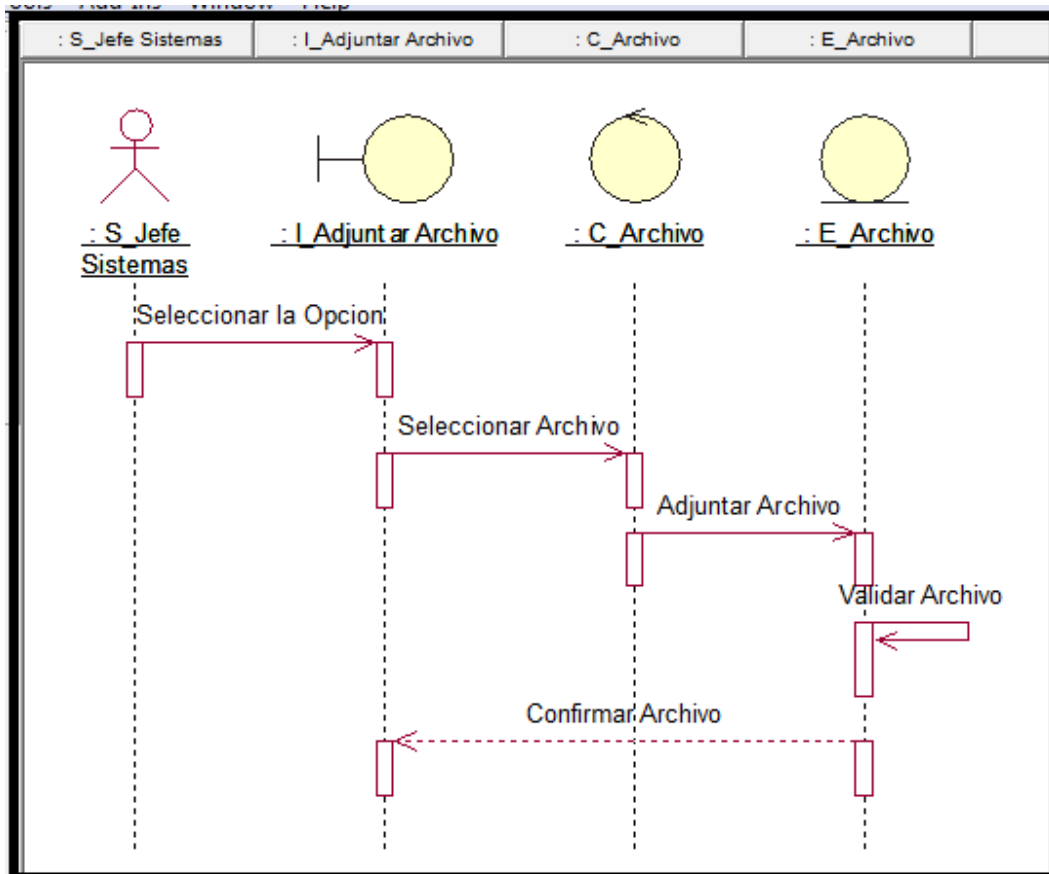 : S_Jefe Sistemas : I_Adjuntar Archivo : C_Archivo : E_Archivo
: S_Jefe
Sistemas
: I_Adjuntar Archivo
: C_Archivo
: E_Archivo
Seleccionar la Opcion
Seleccionar Archivo
Adjuntar Archivo
Validar Archivo
Confirmar Archivo